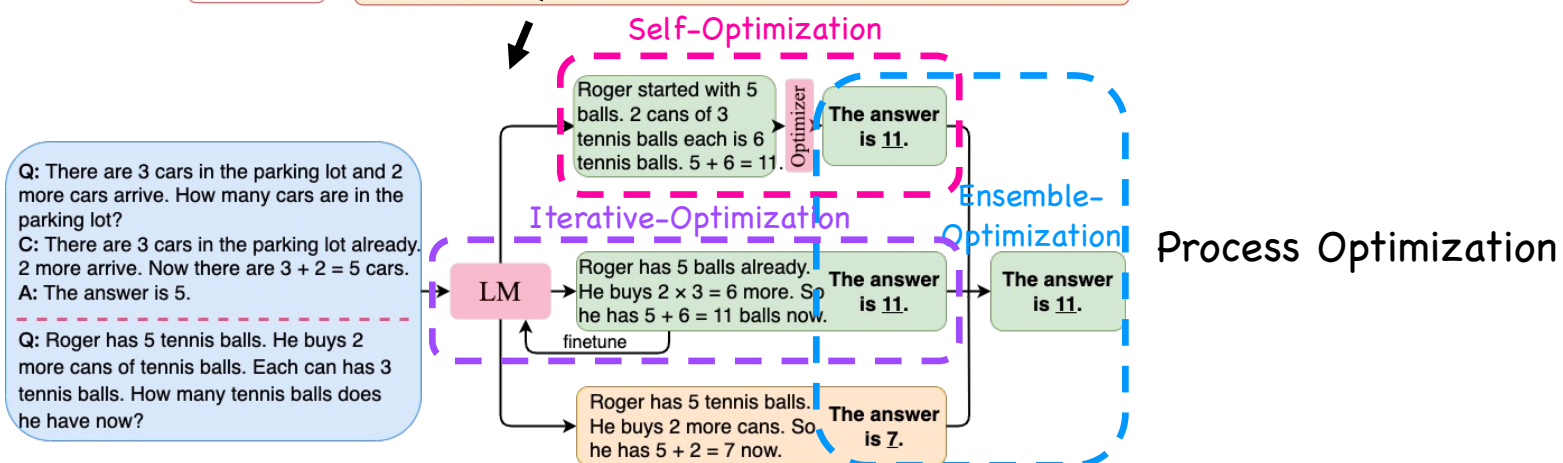 Self-Optimization
Roger started with 5
balls. 2 cans of 3
tennis balls each is 6
tennis balls. 5 + 6 = 11.
Optimizer
The answer
is 11.
Q: There are 3 cars in the parking lot and 2
more cars arrive. How many cars are in the
parking lot?
C: There are 3 cars in the parking lot already.
2 more arrive. Now there are 3 + 2 = 5 cars.
A: The answer is 5.
Q: Roger has 5 tennis balls. He buys 2
more cans of tennis balls. Each can has 3
tennis balls. How many tennis balls does
he have now?
Iterative-Optimization
LM
Roger has 5 balls already.
He buys 2 × 3 = 6 more. So
he has 5 + 6 = 11 balls now.
The answer
is 11.
finetune
Roger has 5 tennis balls.
He buys 2 more cans. So
he has 5 + 2 = 7 now.
The answer
is 7.
Ensemble-
Optimization
The answer
is 11.
Process Optimization